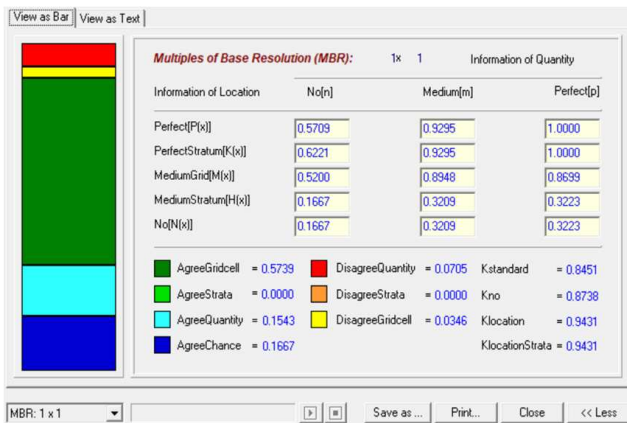 View as Bar View as Text
Multiples of Base Resolution (MBR): 1x 1 Information of Quantity
Information of Location No[n] Medium[m] Perfect[p]
Perfect[P(x)] 0.5709 0.9295 1.0000
PerfectStratum[K(x)] 0.6221 0.9295 1.0000
MediumGrid[M(x)] 0.5200 0.8948 0.8699
MediumStratum[H(x)] 0.1667 0.3209 0.3223
No[N(x)] 0.1667 0.3209 0.3223
AgreeGridcell = 0.5739 DisagreeQuantity = 0.0705 Kstandard = 0.8451
AgreeStrata = 0.0000 DisagreeStrata = 0.0000 Kno = 0.8738
AgreeQuantity = 0.1543 DisagreeGridcell = 0.0346 Klocation = 0.9431
AgreeChance = 0.1667 KlocationStrata = 0.9431
MBR: 1 x 1 Save as ... Print... Close << Less